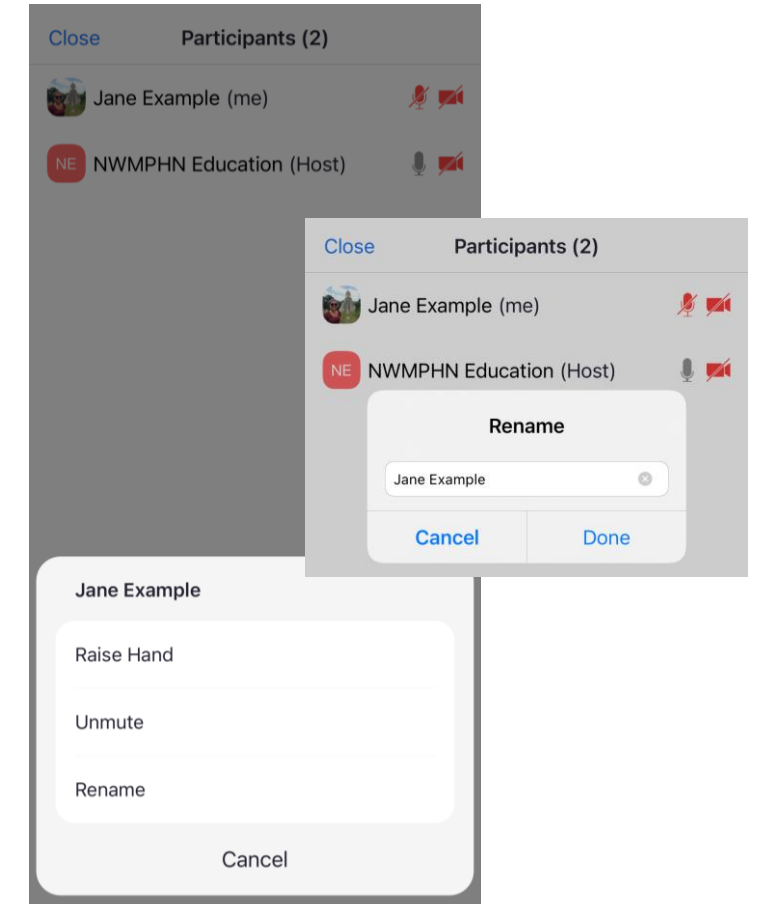 Close Participants (2)
Jane Example (me)
NE NWMPHN Education (Host)
Jane Example
Raise Hand
Unmute
Rename
Cancel
Close Participants (2)
Jane Example (me)
NE NWMPHN Education (Host)
Rename
Jane Example
Cancel Done